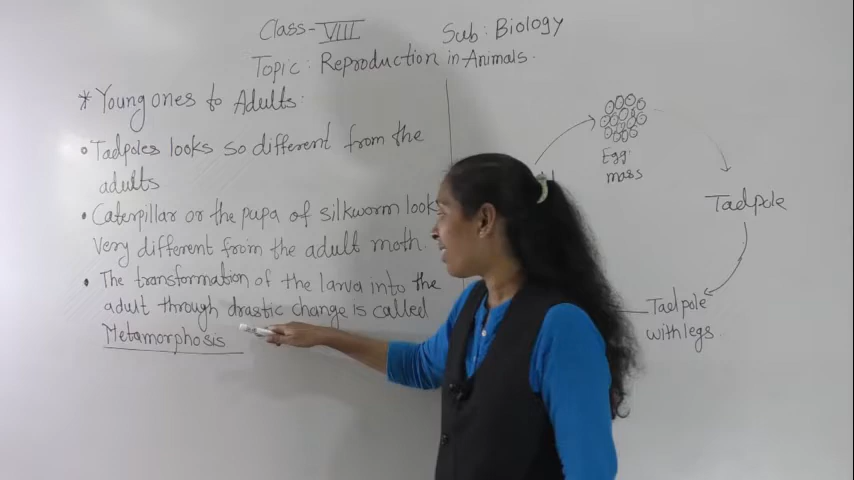 Class-VIII Sub: Biology
Topic: Reproduction in Animals.
* Young ones to Adults:
• Tadpoles looks so different from the
adults
• Caterpillar or the pupa of silkworm looks
very different from the adult moth.
• The transformation of the larva into the
adult through drastic change is called
Metamorphosis
Egg
mass
Tadpole
Tadpole
with legs.